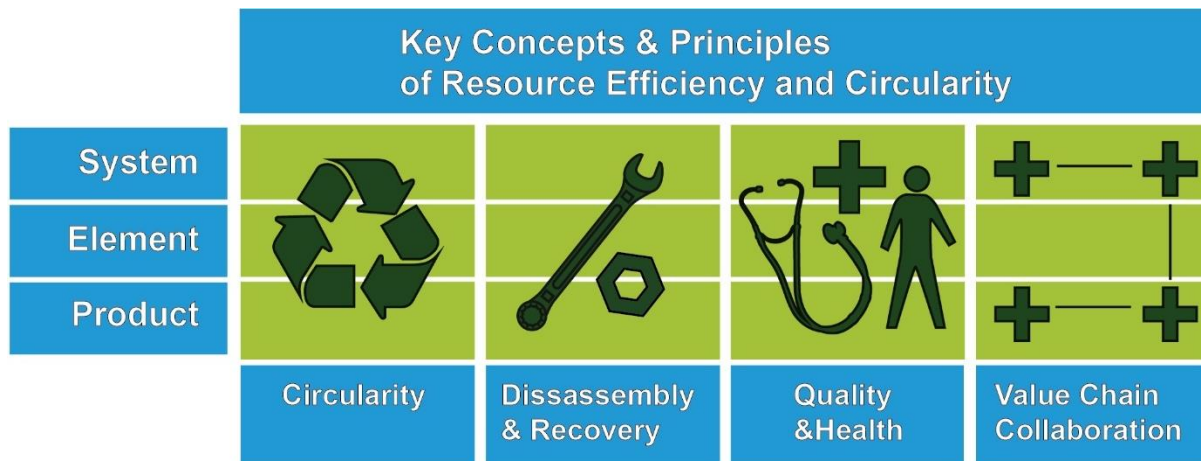 Key Concepts & Principles
of Resource Efficiency and Circularity
System
Element
Product
Circularity
Dissassembly
& Recovery
Quality
&Health
Value Chain
Collaboration